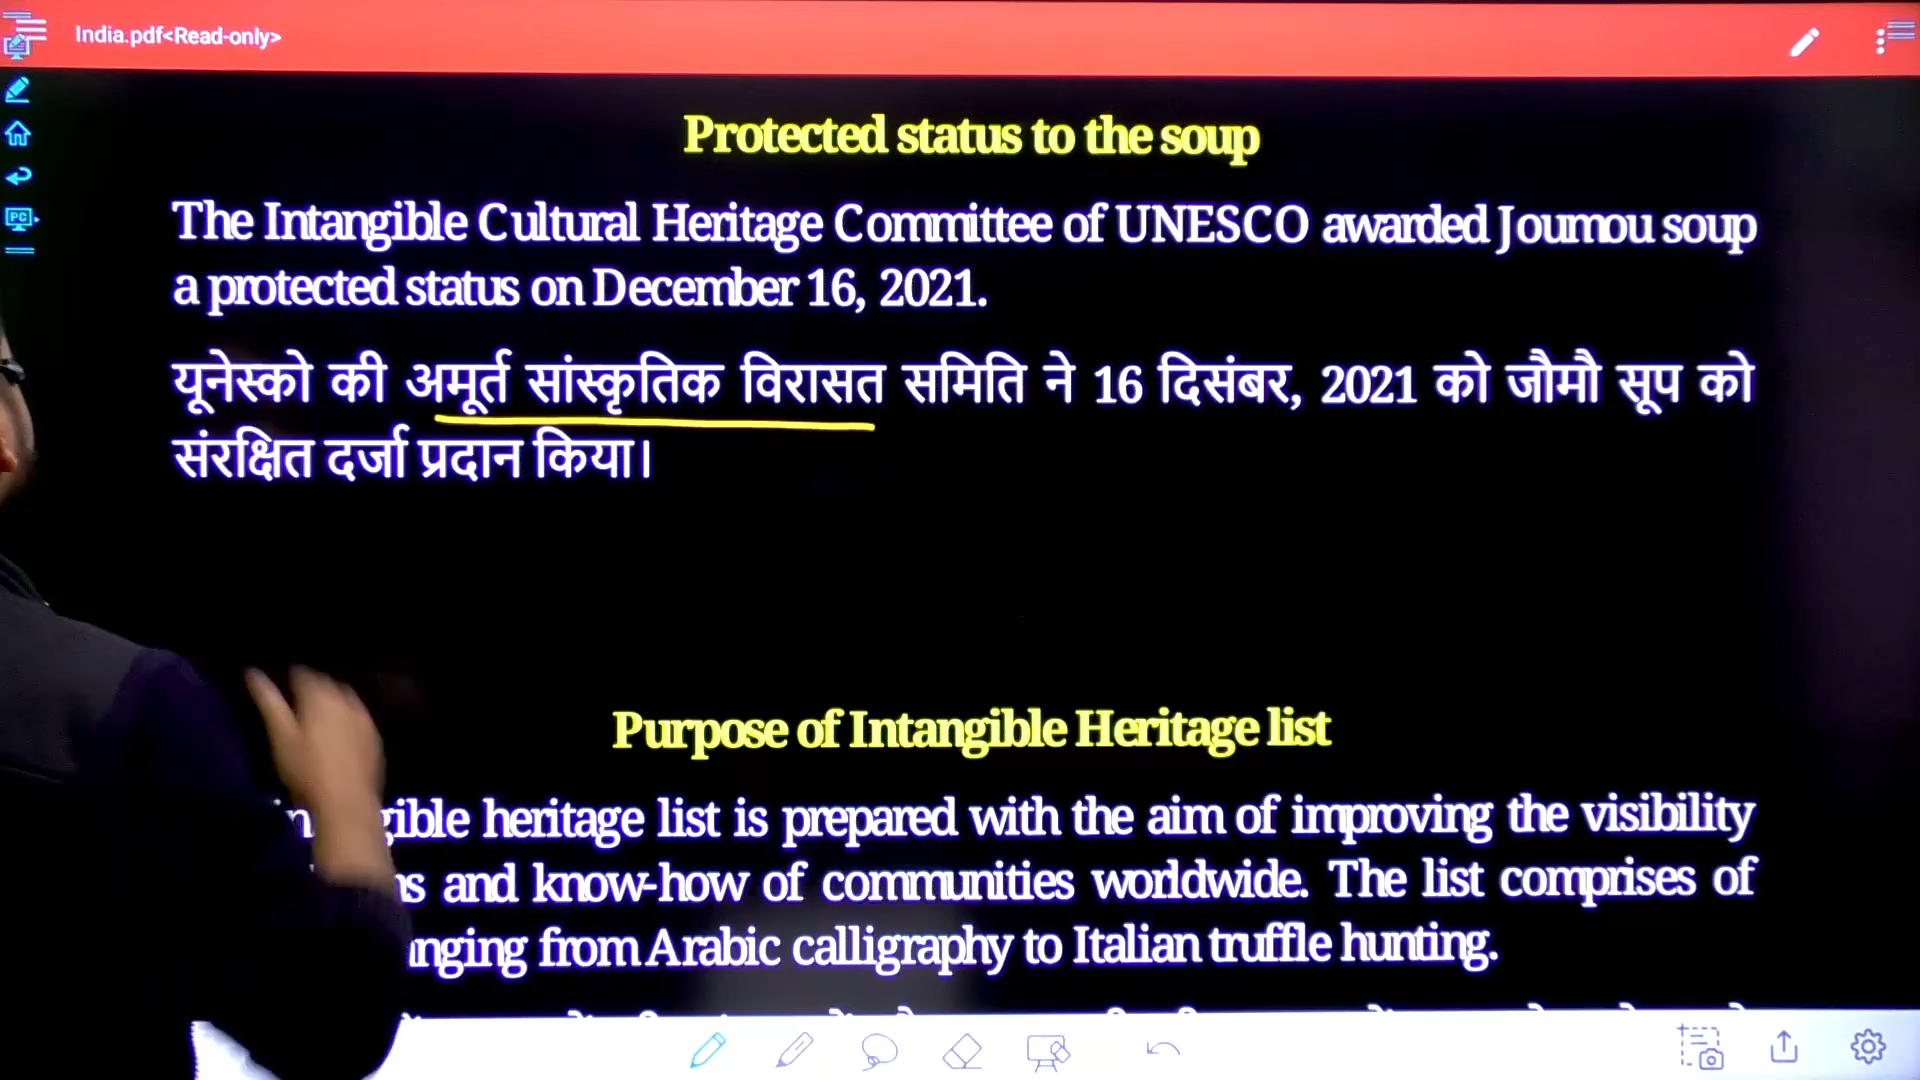 India.pdf<Read-only>
PC
Protected status to the soup
The Intangible Cultural Heritage Committee of UNESCO awarded Joumou soup
a protected status on December 16, 2021.
यूनेस्को की अमूर्त सांस्कृतिक विरासत समिति ने 16 दिसंबर, 2021 को जौमौ सूप को
संरक्षित दर्जा प्रदान किया।
Purpose of Intangible Heritage list
heritage list is prepared with the aim of improving the visibility
and know-how of communities worldwide. The list comprises of
from Arabic calligraphy to Italian truffle hunting.